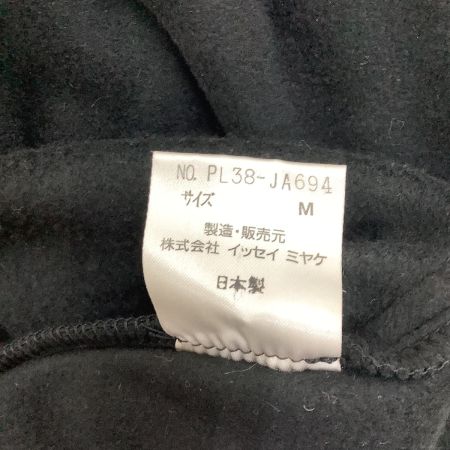 NO. PL38-JA694
サイズ M
製造・販売元
株式会社 イッセイ ミヤケ
日本製